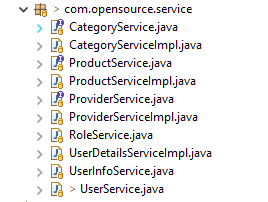 > com.opensource.service
CategoryService.java
CategoryServiceImpl.java
ProductService.java
ProductServiceImpl.java
ProviderService.java
ProviderServiceImpl.java
RoleService.java
UserDetailsServiceImpl.java
UserInfoService.java
> UserService.java